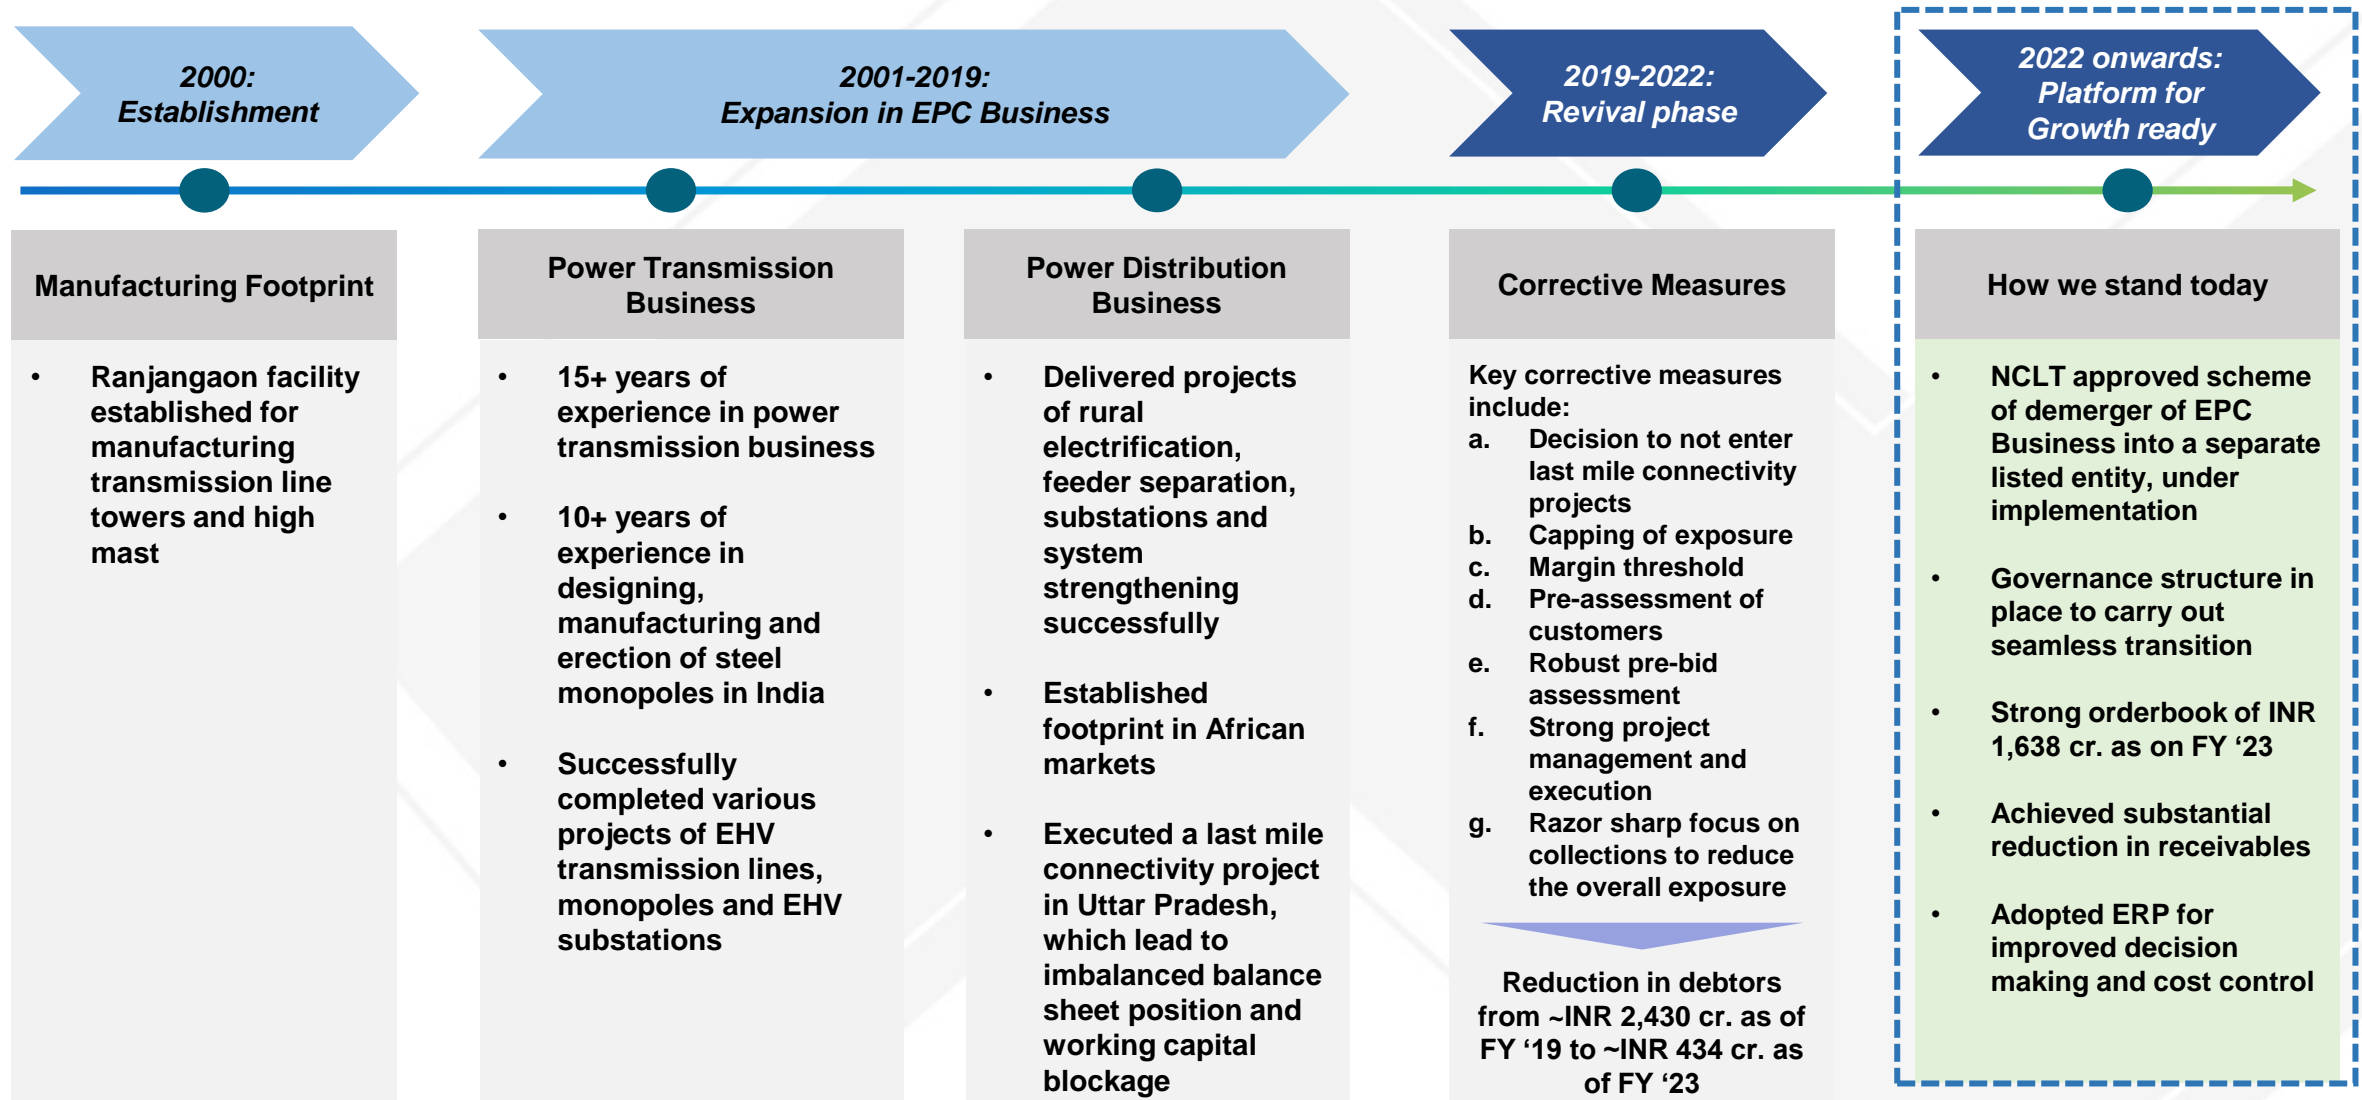 2000:
Establishment
2001-2019:
Expansion in EPC Business
2019-2022:
Revival phase
2022 onwards:
Platform for
Growth ready
Manufacturing Footprint
• Ranjangaon facility
established for
manufacturing
transmission line
towers and high
mast
Power Transmission
Business
• 15+ years of
experience in power
transmission business
• 10+ years of
experience in
designing,
manufacturing and
erection of steel
monopoles in India
• Successfully
completed various
projects of EHV
transmission lines,
monopoles and EHV
substations
Power Distribution
Business
• Delivered projects
of rural
electrification,
feeder separation,
substations and
system
strengthening
successfully
• Established
footprint in African
markets
• Executed a last mile
connectivity project
in Uttar Pradesh,
which lead to
imbalanced balance
sheet position and
working capital
blockage
Corrective Measures
Key corrective measures
include:
a. Decision to not enter
last mile connectivity
projects
b. Capping of exposure
c. Margin threshold
d. Pre-assessment of
customers
e. Robust pre-bid
assessment
f. Strong project
management and
execution
g. Razor sharp focus on
collections to reduce
the overall exposure
Reduction in debtors
from ~INR 2,430 cr. as of
FY ‘19 to ~INR 434 cr. as
of FY ‘23
How we stand today
• NCLT approved scheme
of demerger of EPC
Business into a separate
listed entity, under
implementation
• Governance structure in
place to carry out
seamless transition
• Strong orderbook of INR
1,638 cr. as on FY ‘23
• Achieved substantial
reduction in receivables
• Adopted ERP for
improved decision
making and cost control